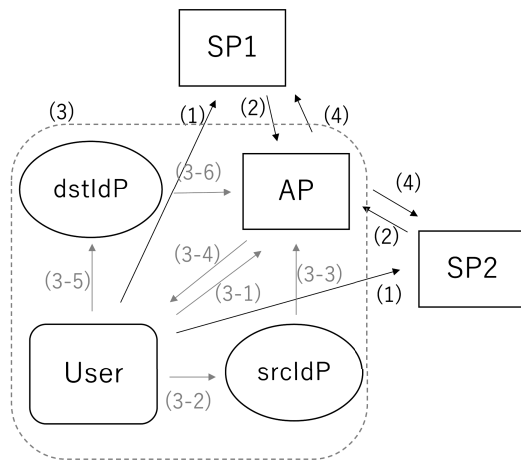 SP1
(3)
(1)
(2)
(4)
dstIdP
(3-6)
AP
(4)
(2)
(3-4)
(3-5)
(3-1)
(3-3)
SP2
(1)
User
(3-2)
srcIdP